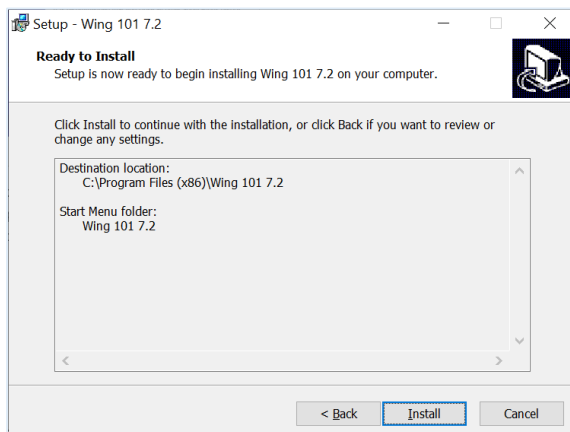 Setup - Wing 101 7.2
Ready to Install
Setup is now ready to begin installing Wing 101 7.2 on your computer.
Click Install to continue with the installation, or click Back if you want to review or
change any settings.
Destination location:
C:\Program Files (x86)\Wing 101 7.2
Start Menu folder:
Wing 101 7.2
< Back
Install
Cancel